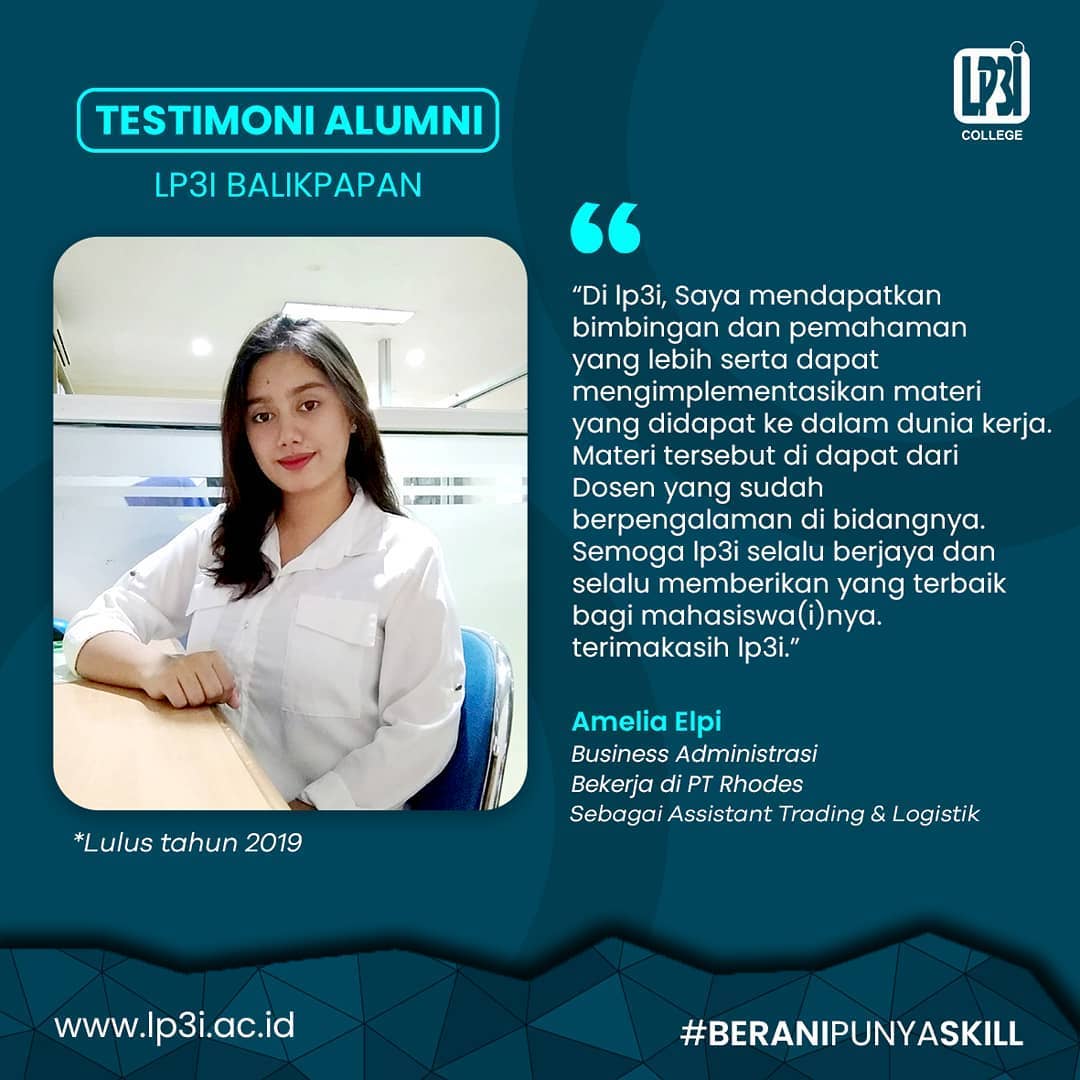 LP3I
COLLEGE
TESTIMONI ALUMNI
LP3I BALIKPAPAN
“Di lp3i, Saya mendapatkan
bimbingan dan pemahaman
yang lebih serta dapat
mengimplementasikan materi
yang didapat ke dalam dunia kerja.
Materi tersebut di dapat dari
Dosen yang sudah
berpengalaman di bidangnya.
Semoga lp3i selalu berjaya dan
selalu memberikan yang terbaik
bagi mahasiswa(i)nya.
terimakasih lp3i.”
Amelia Elpi
Business Administrasi
Bekerja di PT Rhodes
Sebagai Assistant Trading & Logistik
*Lulus tahun 2019
www.lp3i.ac.id
#BERANIPUNYASKILL